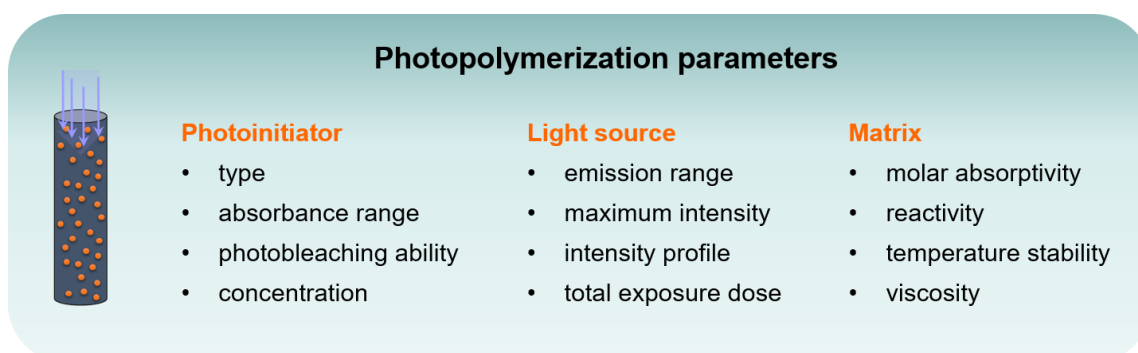 Photopolymerization parameters
Photoinitiator
• type
• absorbance range
• photobleaching ability
• concentration
Light source
• emission range
• maximum intensity
• intensity profile
• total exposure dose
Matrix
• molar absorptivity
• reactivity
• temperature stability
• viscosity